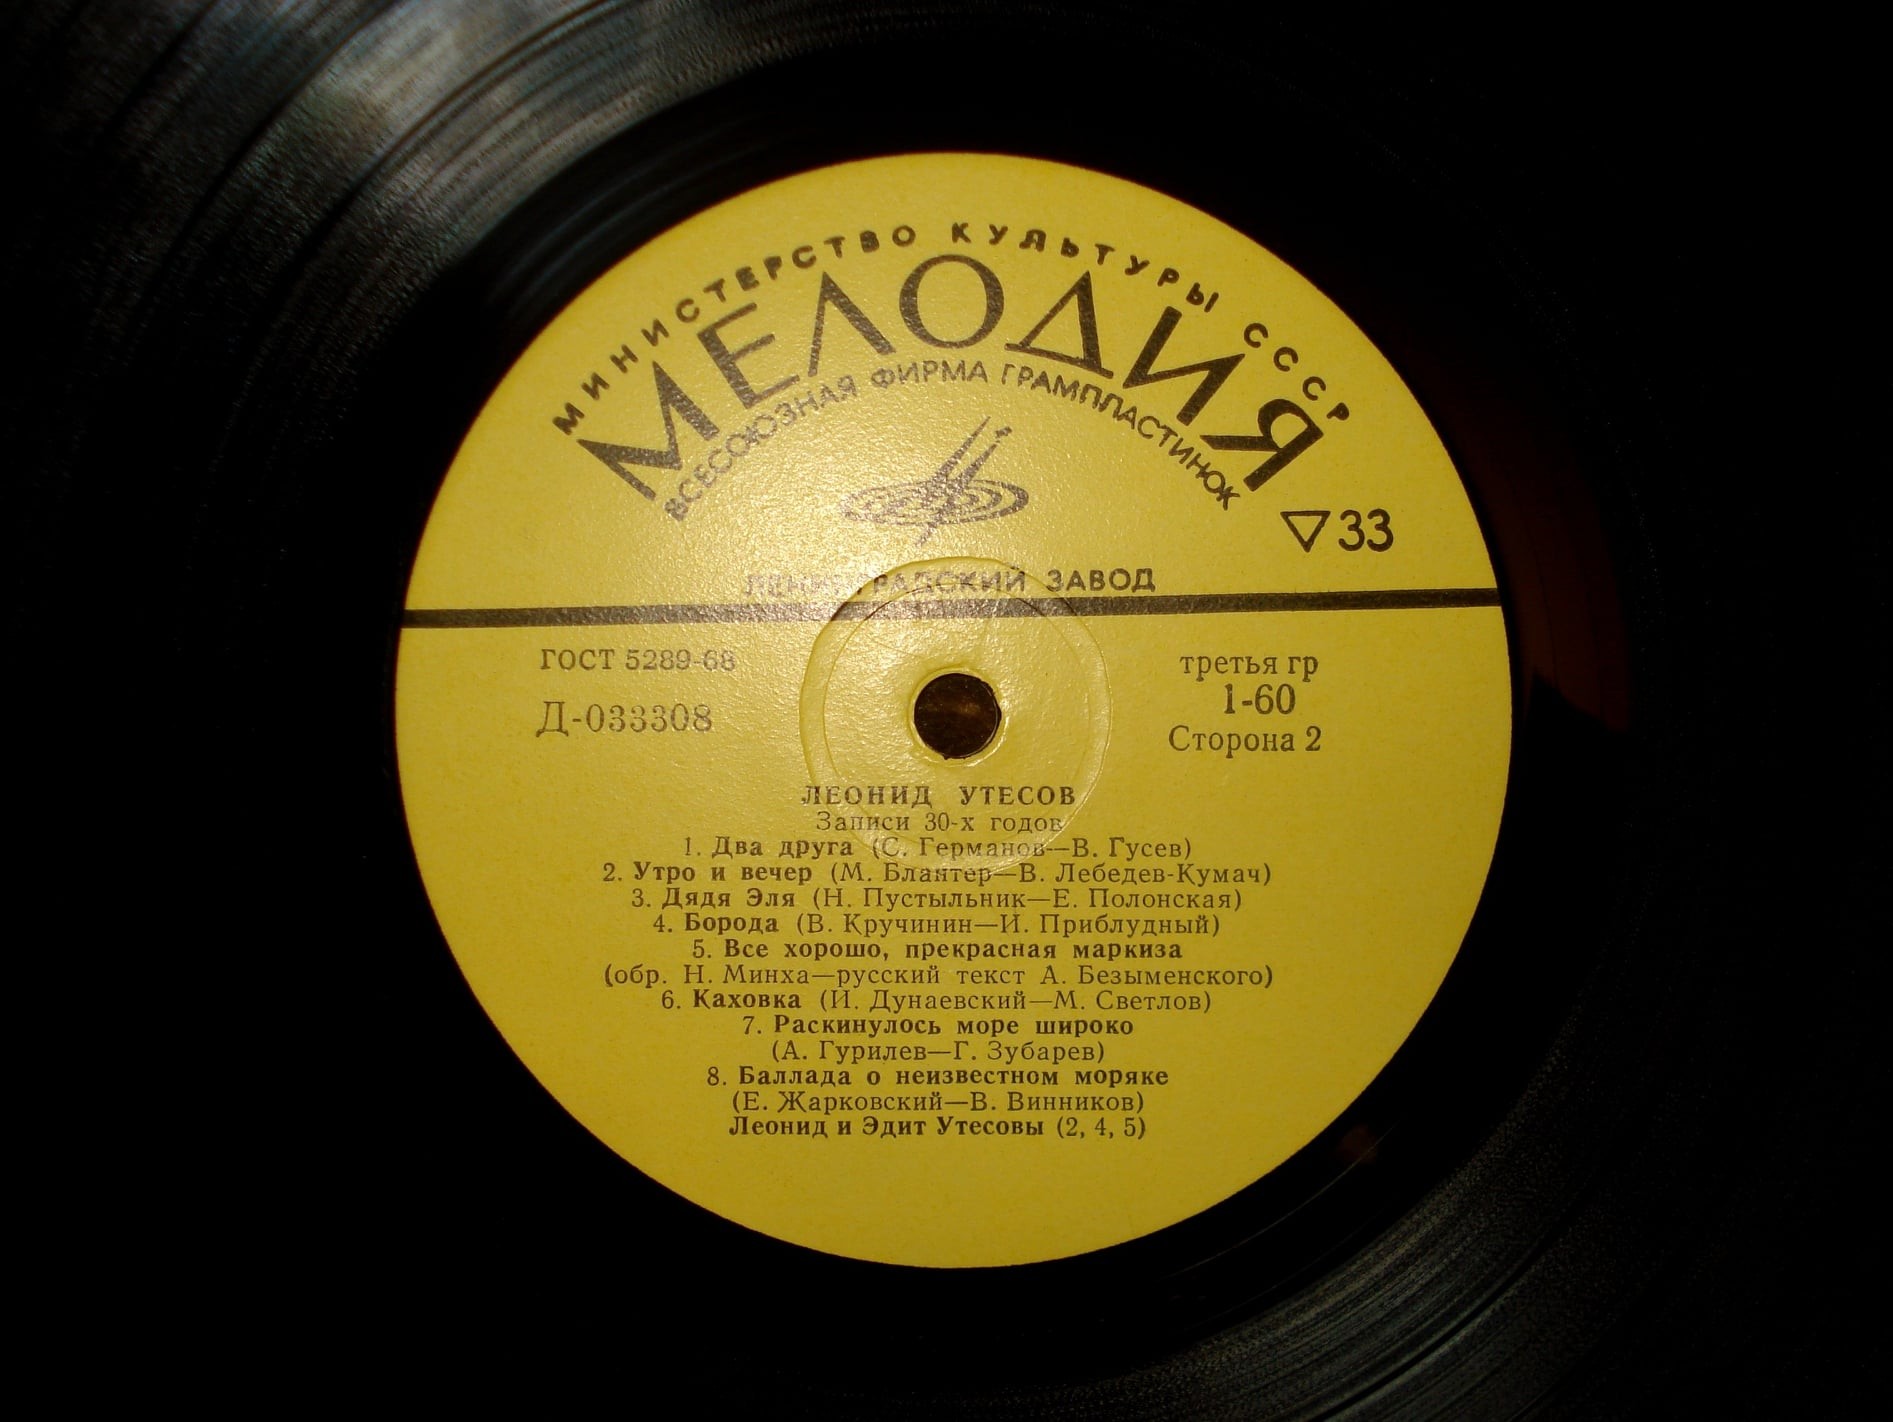 МИНИСТЕРСТВО КУЛЬТУРЫ СССР
МЕЛОДИЯ
ВСЕСОЮЗНАЯ ФИРМА ГРАМПЛАСТИНОК
▽33
ЛЕНИНГРАДСКИЙ ЗАВОД
ГОСТ 5289-68
третья гр
Д-033308
1-60
Сторона 2
ЛЕОНИД УТЕСОВ
Записи 30-х годов
1. Два друга (С. Германов—В. Гусев)
2. Утро и вечер (М. Блантер—В. Лебедев-Кумач)
3. Дядя Эля (Н. Пустыльник—Е. Полонская)
4. Борода (В. Кручинин—И. Приблудный)
5. Все хорошо, прекрасная маркиза
(обр. Н. Минха—русский текст А. Безыменского)
6. Каховка (И. Дунаевский—М. Светлов)
7. Раскинулось море широко
(А. Гурилев—Г. Зубарев)
8. Баллада о неизвестном моряке
(Е. Жарковский—В. Винников)
Леонид и Эдит Утесовы (2, 4, 5)